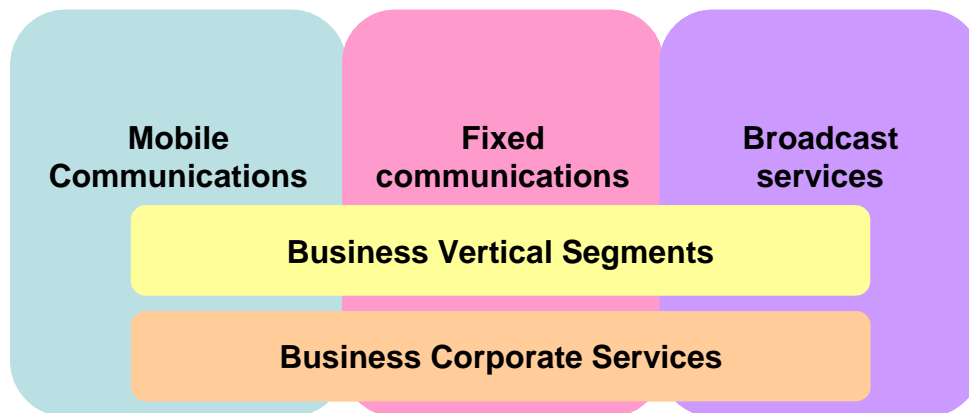 Mobile
Communications
Fixed
communications
Broadcast
services
Business Vertical Segments
Business Corporate Services